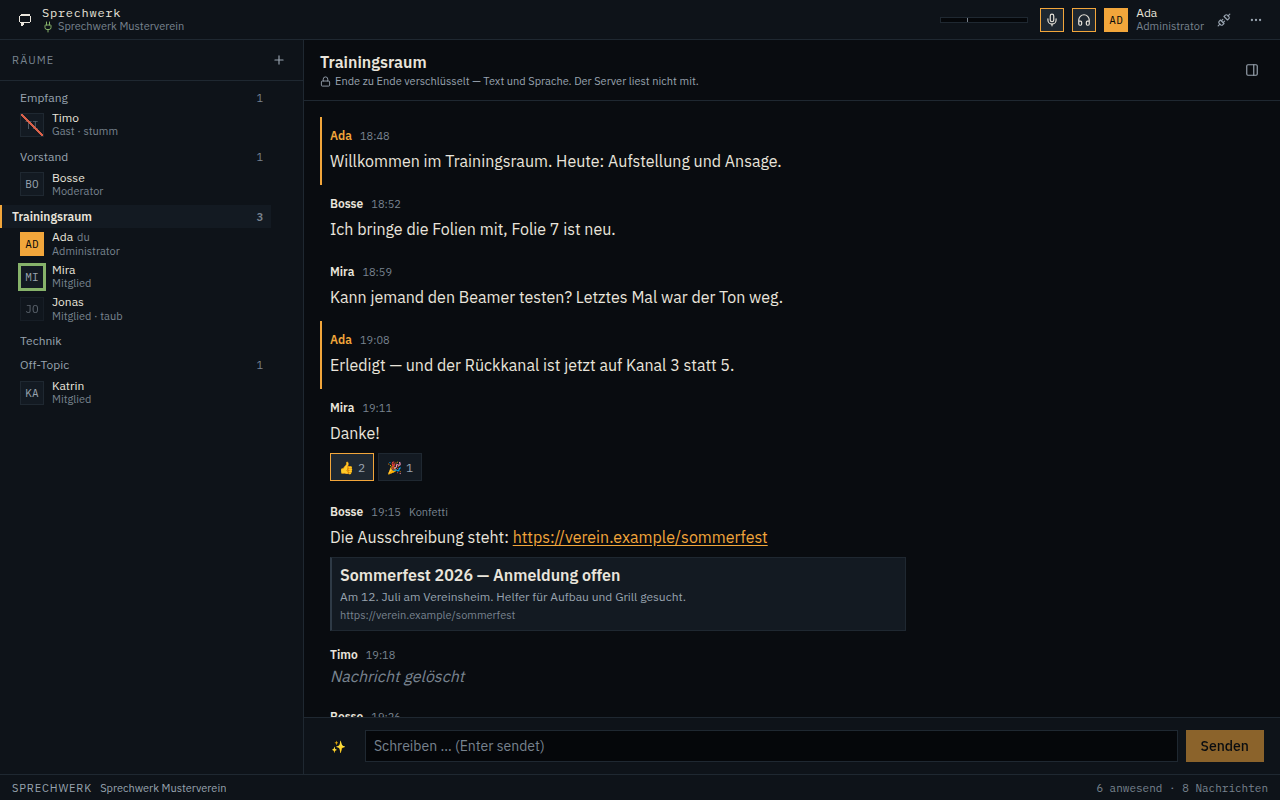 Sprechwerk
Sprechwerk Musterverein
AD
Ada
Administrator
RÄUME
Empfang 1
Timo
Gast · stumm
Vorstand 1
BO
Bosse
Moderator
Trainingsraum 3
AD
Ada du
Administrator
MI
Mira
Mitglied
JO
Jonas
Mitglied · taub
Technik
Off-Topic 1
KA
Katrin
Mitglied
Trainingsraum
Ende zu Ende verschlüsselt — Text und Sprache. Der Server liest nicht mit.
Ada 18:48
Willkommen im Trainingsraum. Heute: Aufstellung und Ansage.
Bosse 18:52
Ich bringe die Folien mit, Folie 7 ist neu.
Mira 18:59
Kann jemand den Beamer testen? Letztes Mal war der Ton weg.
Ada 19:08
Erledigt — und der Rückkanal ist jetzt auf Kanal 3 statt 5.
Mira 19:11
Danke!
👍 2 🎉 1
Bosse 19:15 Konfetti
Die Ausschreibung steht: https://verein.example/sommerfest
Sommerfest 2026 — Anmeldung offen
Am 12. Juli am Vereinsheim. Helfer für Aufbau und Grill gesucht.
https://verein.example/sommerfest
Timo 19:18
Nachricht gelöscht
Bosse 19:26
Schreiben … (Enter sendet)
Senden
SPRECHWERK Sprechwerk Musterverein
6 anwesend · 8 Nachrichten